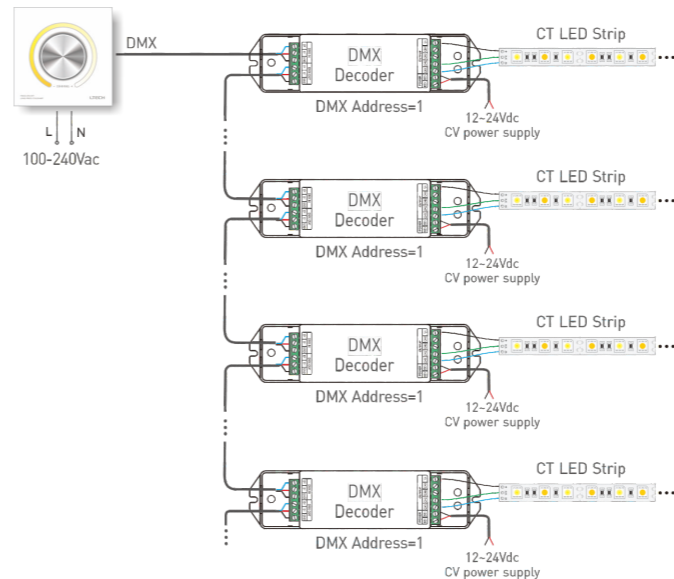 DMX
L N
100-240Vac
DMX
Decoder
DMX Address=1
CT LED Strip
12~24Vdc
CV power supply
DMX
Decoder
DMX Address=1
CT LED Strip
12~24Vdc
CV power supply
DMX
Decoder
DMX Address=1
CT LED Strip
12~24Vdc
CV power supply
DMX
Decoder
DMX Address=1
CT LED Strip
12~24Vdc
CV power supply